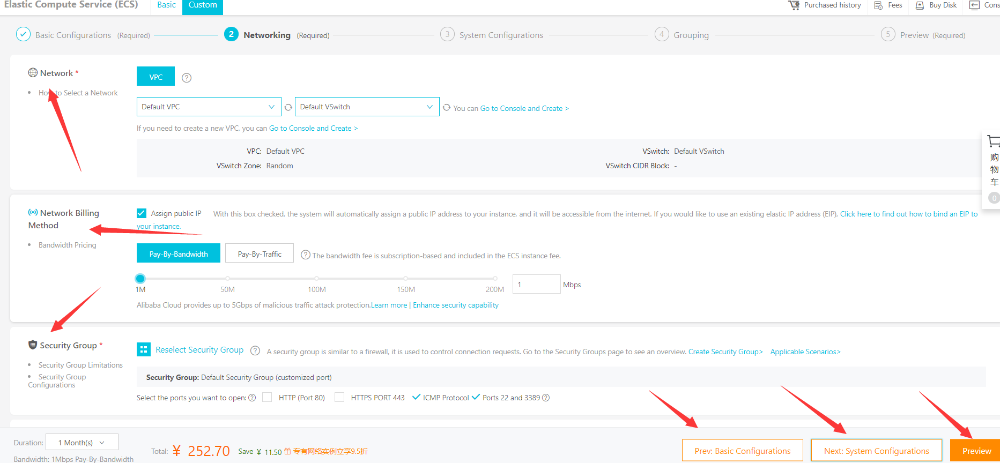 Elastic Compute Service (ECS) Basic Custom Purchased history Fees Buy Disk Cons
Basic Configurations (Required) 2 Networking (Required) 3 System Configurations 4 Grouping 5 Preview (Required)
Network *
VPC ?
How to Select a Network
Default VPC Default VSwitch You can Go to Console and Create >
If you need to create a new VPC, you can Go to Console and Create >
VPC: Default VPC VSwitch: Default VSwitch
VSwitch Zone: Random VSwitch CIDR Block: -
购
物
车
0
Network Billing
Method
Assign public IP With this box checked, the system will automatically assign a public IP address to your instance, and it will be accessible from the internet. If you would like to use an existing elastic IP address (EIP), Click here to find out how to bind an EIP to
your instance.
Bandwidth Pricing
Pay-By-Bandwidth Pay-By-Traffic ? The bandwidth fee is subscription-based and included in the ECS instance fee.
1M 50M 100M 150M 200M 1 Mbps
Alibaba Cloud provides up to 5Gbps of malicious traffic attack protection.Learn more | Enhance security capability
Security Group *
Reselect Security Group ? A security group is similar to a firewall, it is used to control connection requests. Go to the Security Groups page to see an overview. Create Security Group> Applicable Scenarios>
Security Group Limitations
Security Group
Configurations
Security Group: Default Security Group (customized port)
Select the ports you want to open: ? HTTP (Port 80) HTTPS PORT 443 ICMP Protocol Ports 22 and 3389 ?
Duration: 1 Month(s) Total: ¥ 252.70 Save ¥ 11.50 专有网络实例立享9.5折
Prev: Basic Configurations Next: System Configurations Preview
Bandwidth: 1Mbps Pay-By-Bandwidth